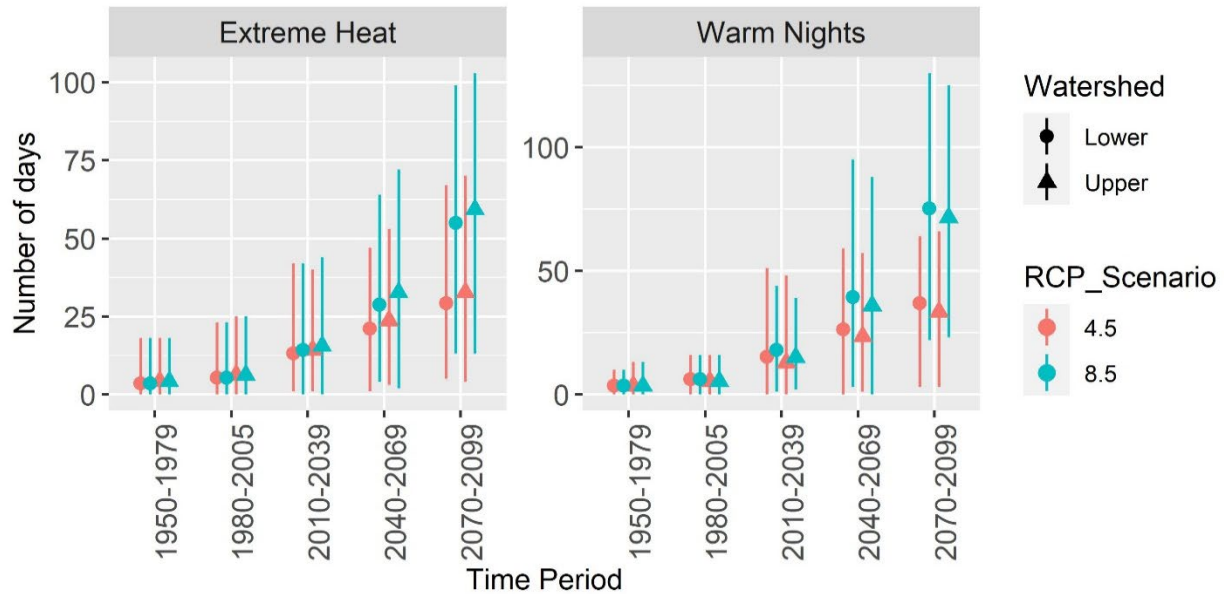 Extreme Heat
Warm Nights
Number of days
100
75
50
25
0
100
50
0
1950-1979
1980-2005
2010-2039
2040-2069
2070-2099
1950-1979
1980-2005
2010-2039
2040-2069
2070-2099
Time Period
Watershed
Lower
Upper
RCP_Scenario
4.5
8.5